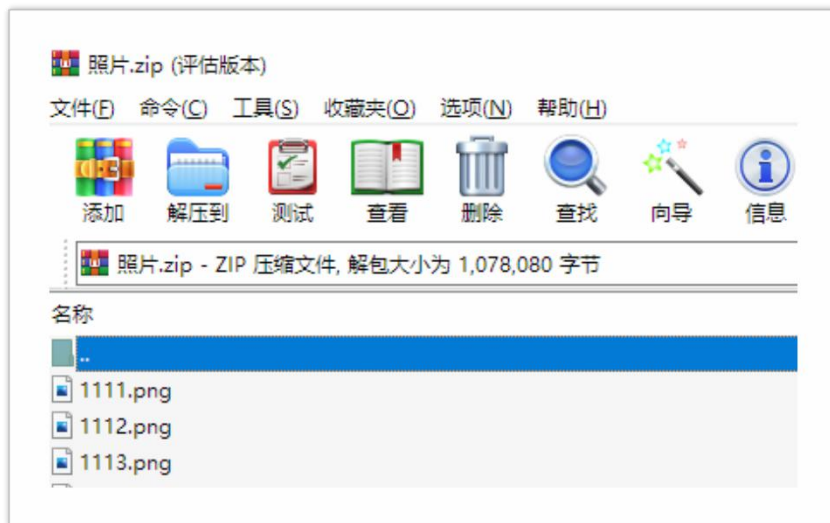 照片.zip (评估版本)
文件(F) 命令(C) 工具(S) 收藏夹(O) 选项(N) 帮助(H)
添加 解压到 测试 查看 删除 查找 向导 信息
照片.zip - ZIP 压缩文件, 解包大小为 1,078,080 字节
名称
..
1111.png
1112.png
1113.png